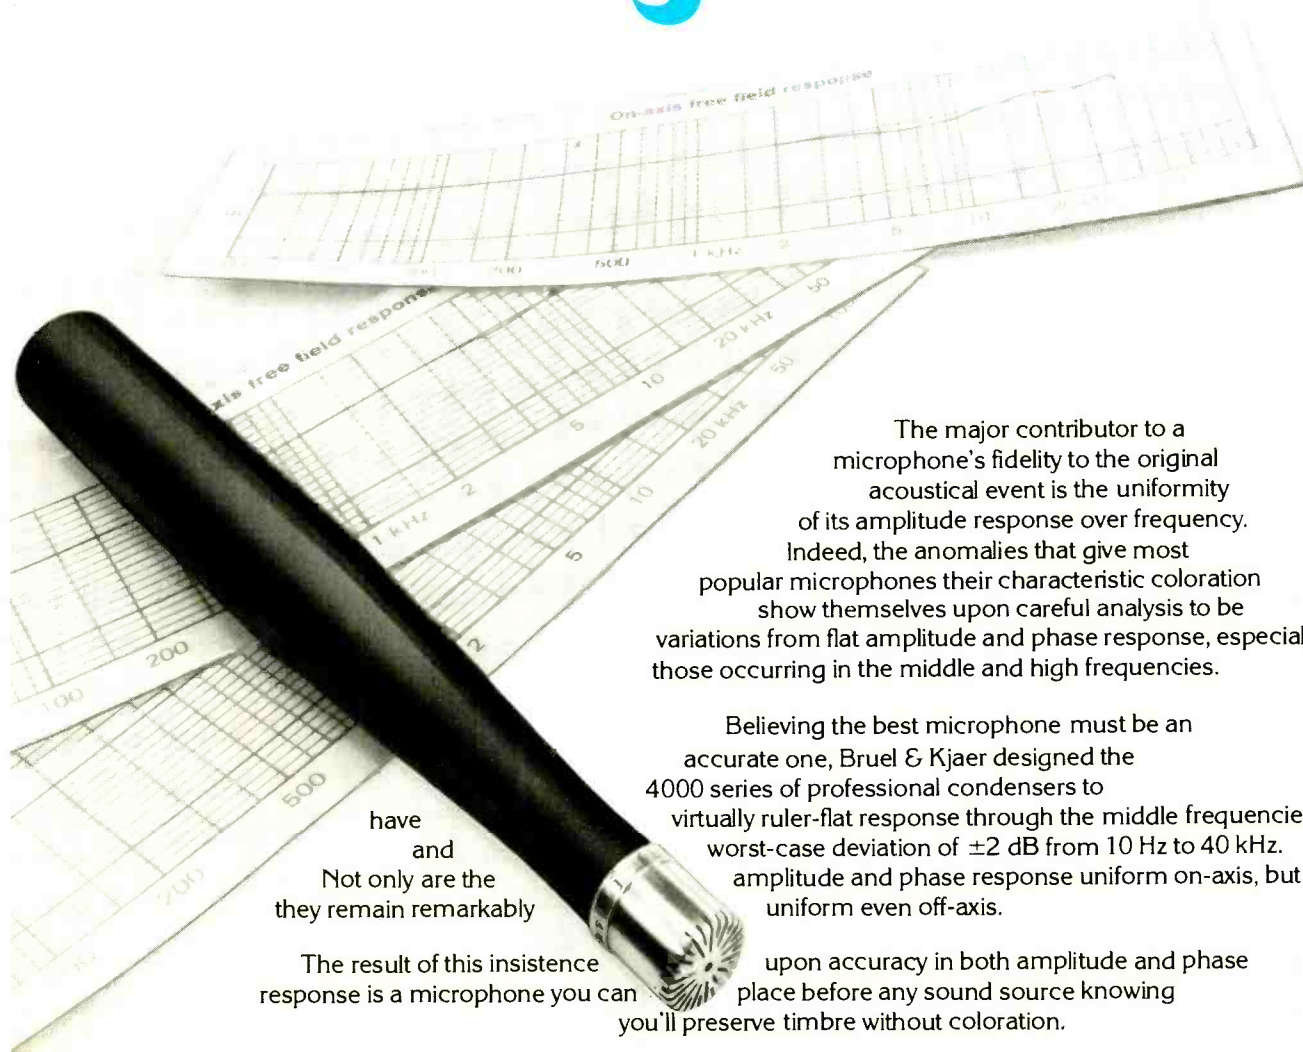 On-axis free field response
500
1 kHz
2
5
xis free field respons
50
20 kHz
10
5
2
1 kHz
200
100
50
20 kHz
10
5
2
500
200
The major contributor to a
microphone's fidelity to the original
acoustical event is the uniformity
of its amplitude response over frequency.
Indeed, the anomalies that give most
popular microphones their characteristic coloration
show themselves upon careful analysis to be
variations from flat amplitude and phase response, especial
those occurring in the middle and high frequencies.
Believing the best microphone must be an
accurate one, Bruel & Kjaer designed the
4000 series of professional condensers to
have virtually ruler-flat response through the middle frequencie
and worst-case deviation of ±2 dB from 10 Hz to 40 kHz.
Not only are the amplitude and phase response uniform on-axis, but
they remain remarkably uniform even off-axis.
The result of this insistence upon accuracy in both amplitude and phase
response is a microphone you can place before any sound source knowing
you'll preserve timbre without coloration.